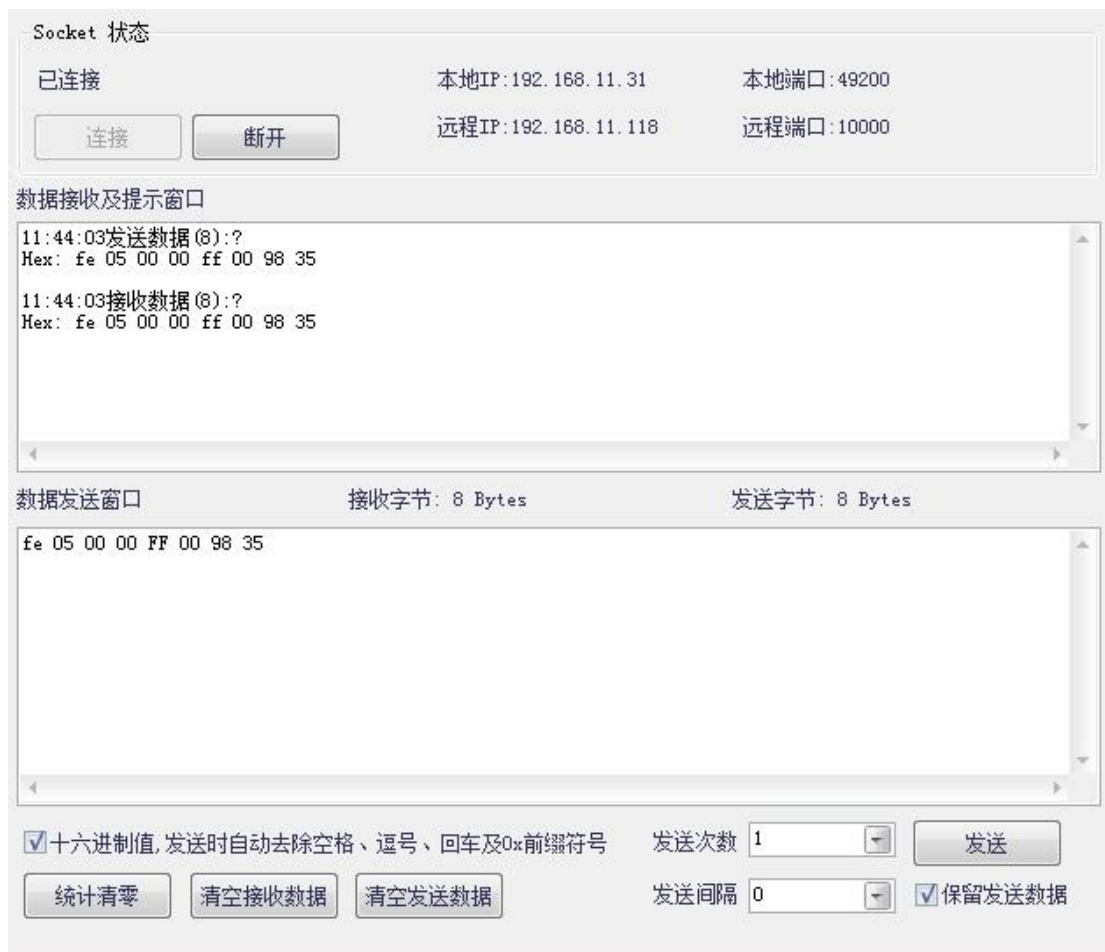 Socket 状态
已连接
本地IP:192.168.11.31
本地端口:49200
连接
断开
远程IP:192.168.11.118
远程端口:10000
数据接收及提示窗口
11:44:03发送数据(8):?
Hex: fe 05 00 00 ff 00 98 35
11:44:03接收数据(8):?
Hex: fe 05 00 00 ff 00 98 35
数据发送窗口
接收字节: 8 Bytes
发送字节: 8 Bytes
fe 05 00 00 FF 00 98 35
十六进制值,发送时自动去除空格、逗号、回车及0x前缀符号
发送次数 1
发送
统计清零
清空接收数据
清空发送数据
发送间隔 0
保留发送数据